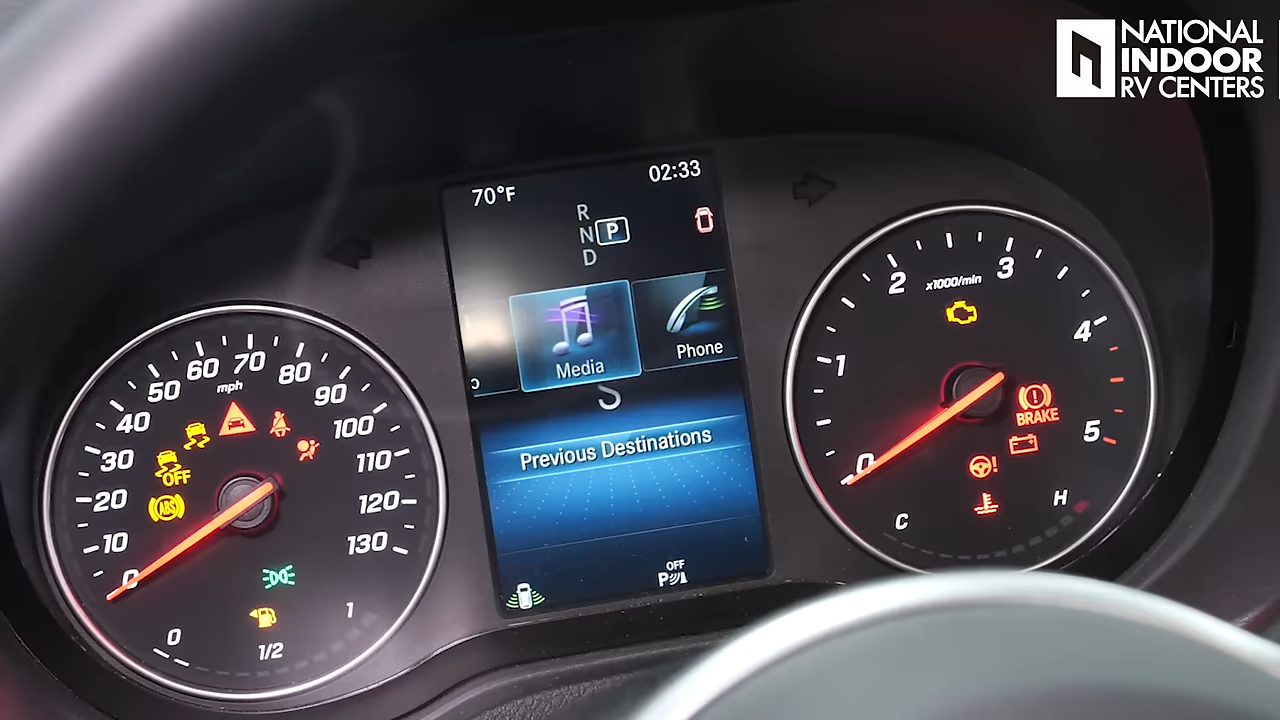 NATIONAL
INDOOR
RV CENTERS
70°F
02:33
R
N
P
D
Media
Phone
Previous Destinations
OFF
P
0
10
20
30
40
50
60
70
80
90
100
110
120
130
mph
OFF
ABS
0
1/2
1
0
1
2
3
4
5
x1000/min
BRAKE
C
H